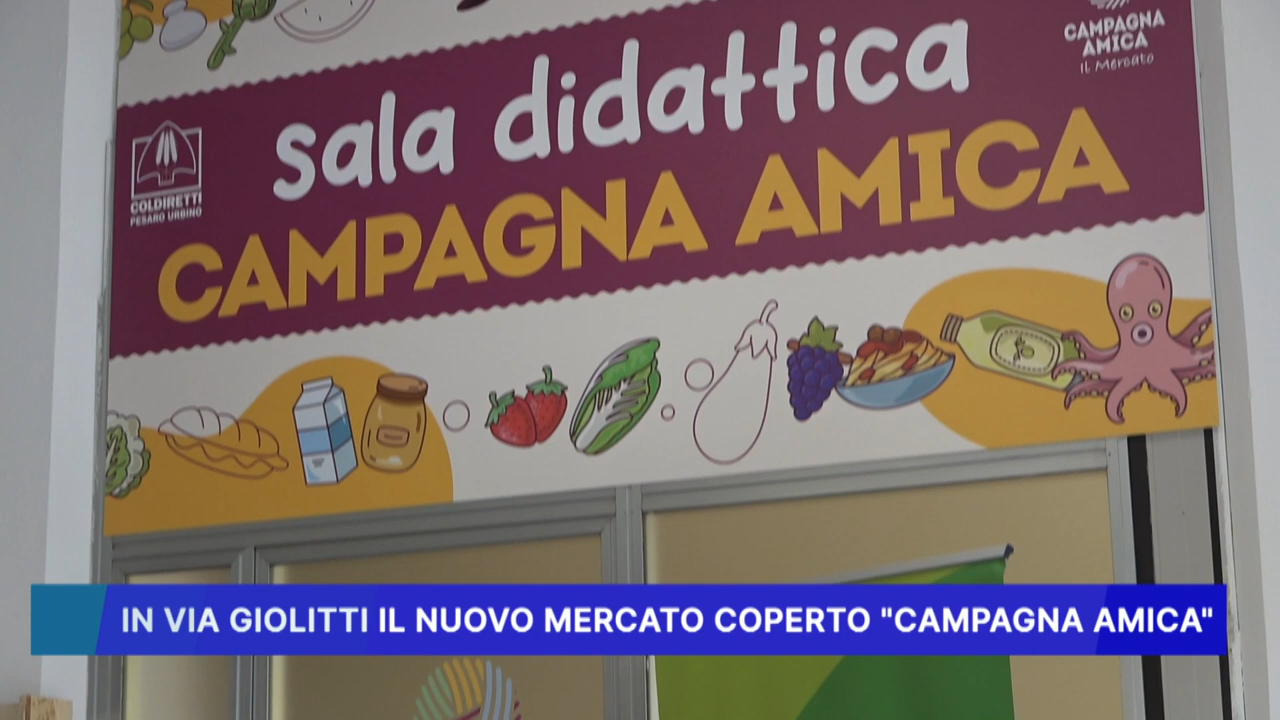 CAMPAGNA
AMICA
Il Mercato
sala didattica
COLDIRETTI
PESARO URBINO
CAMPAGNA AMICA
IN VIA GIOLITTI IL NUOVO MERCATO COPERTO "CAMPAGNA AMICA"